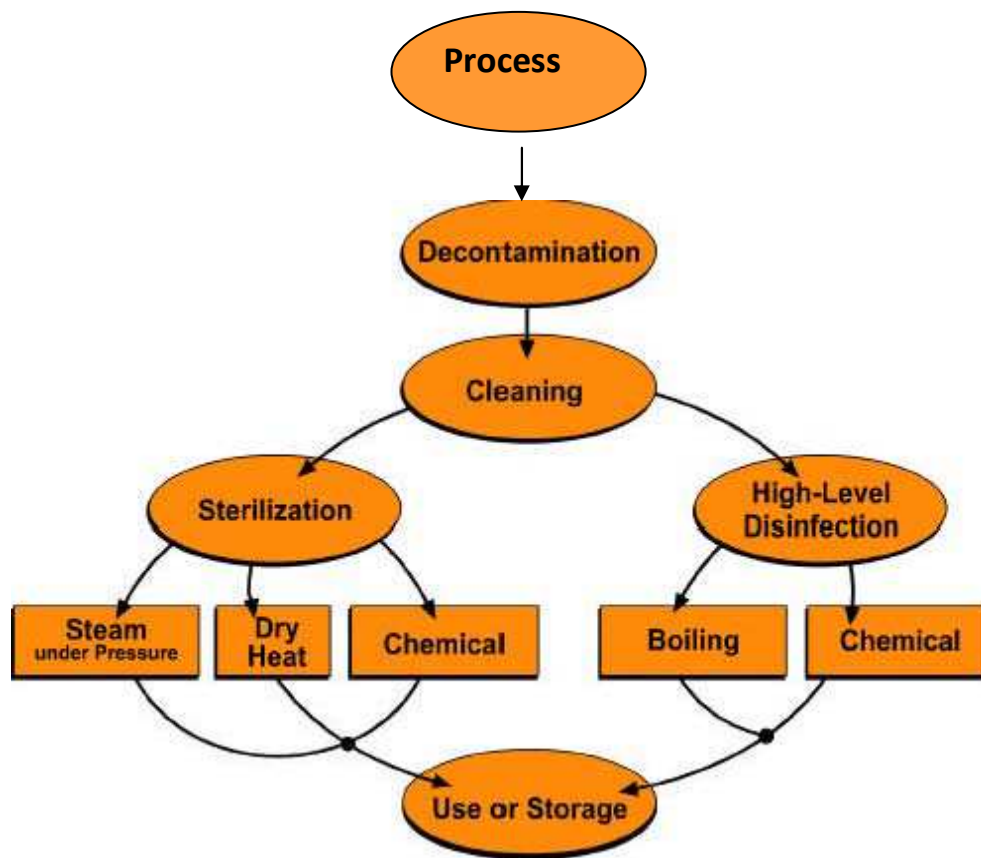 Process
Decontamination
Cleaning
Sterilization
High-Level
Disinfection
Steam
under Pressure
Dry
Heat
Chemical
Boiling
Chemical
Use or Storage